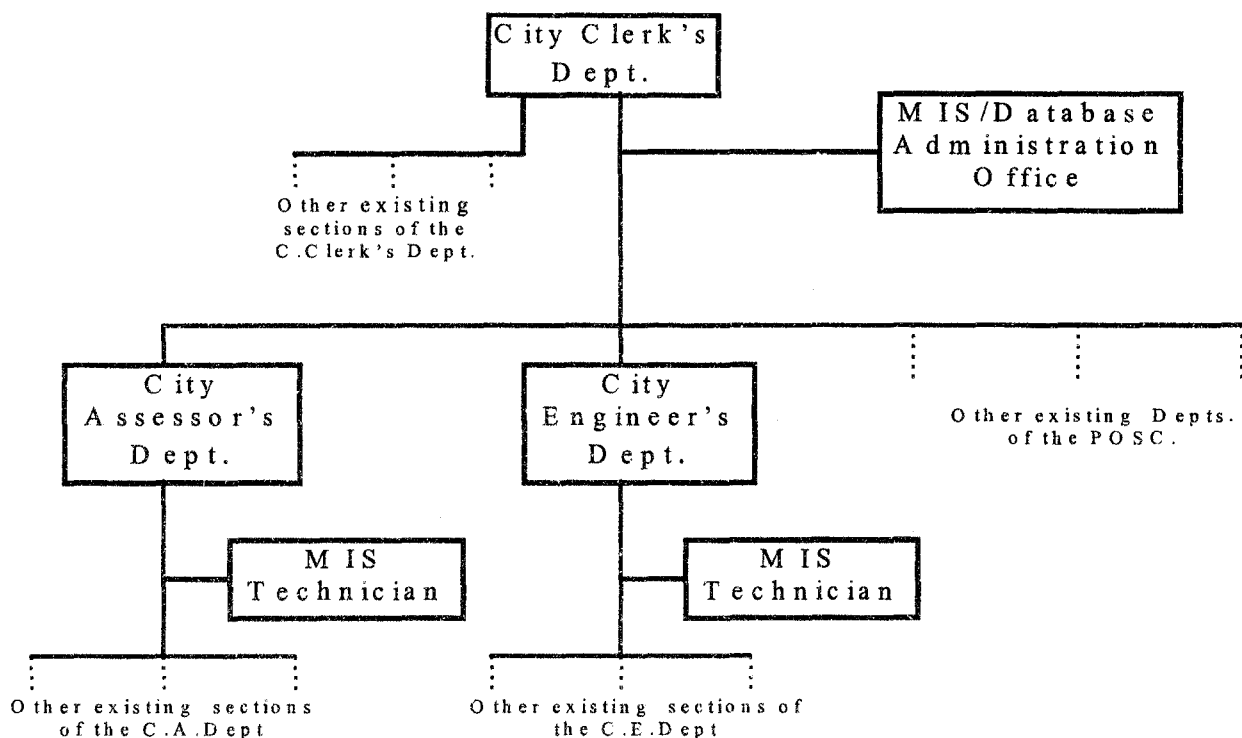 City Clerk's
Dept.
MIS/Database
Administration
Office
Other existing
sections of the
C.Clerk's Dept.
City
Assessor's
Dept.
City
Engineer's
Dept.
Other existing Depts.
of the POSC.
MIS
Technician
MIS
Technician
Other existing sections
of the C.A.Dept
Other existing sections of
the C.E.Dept